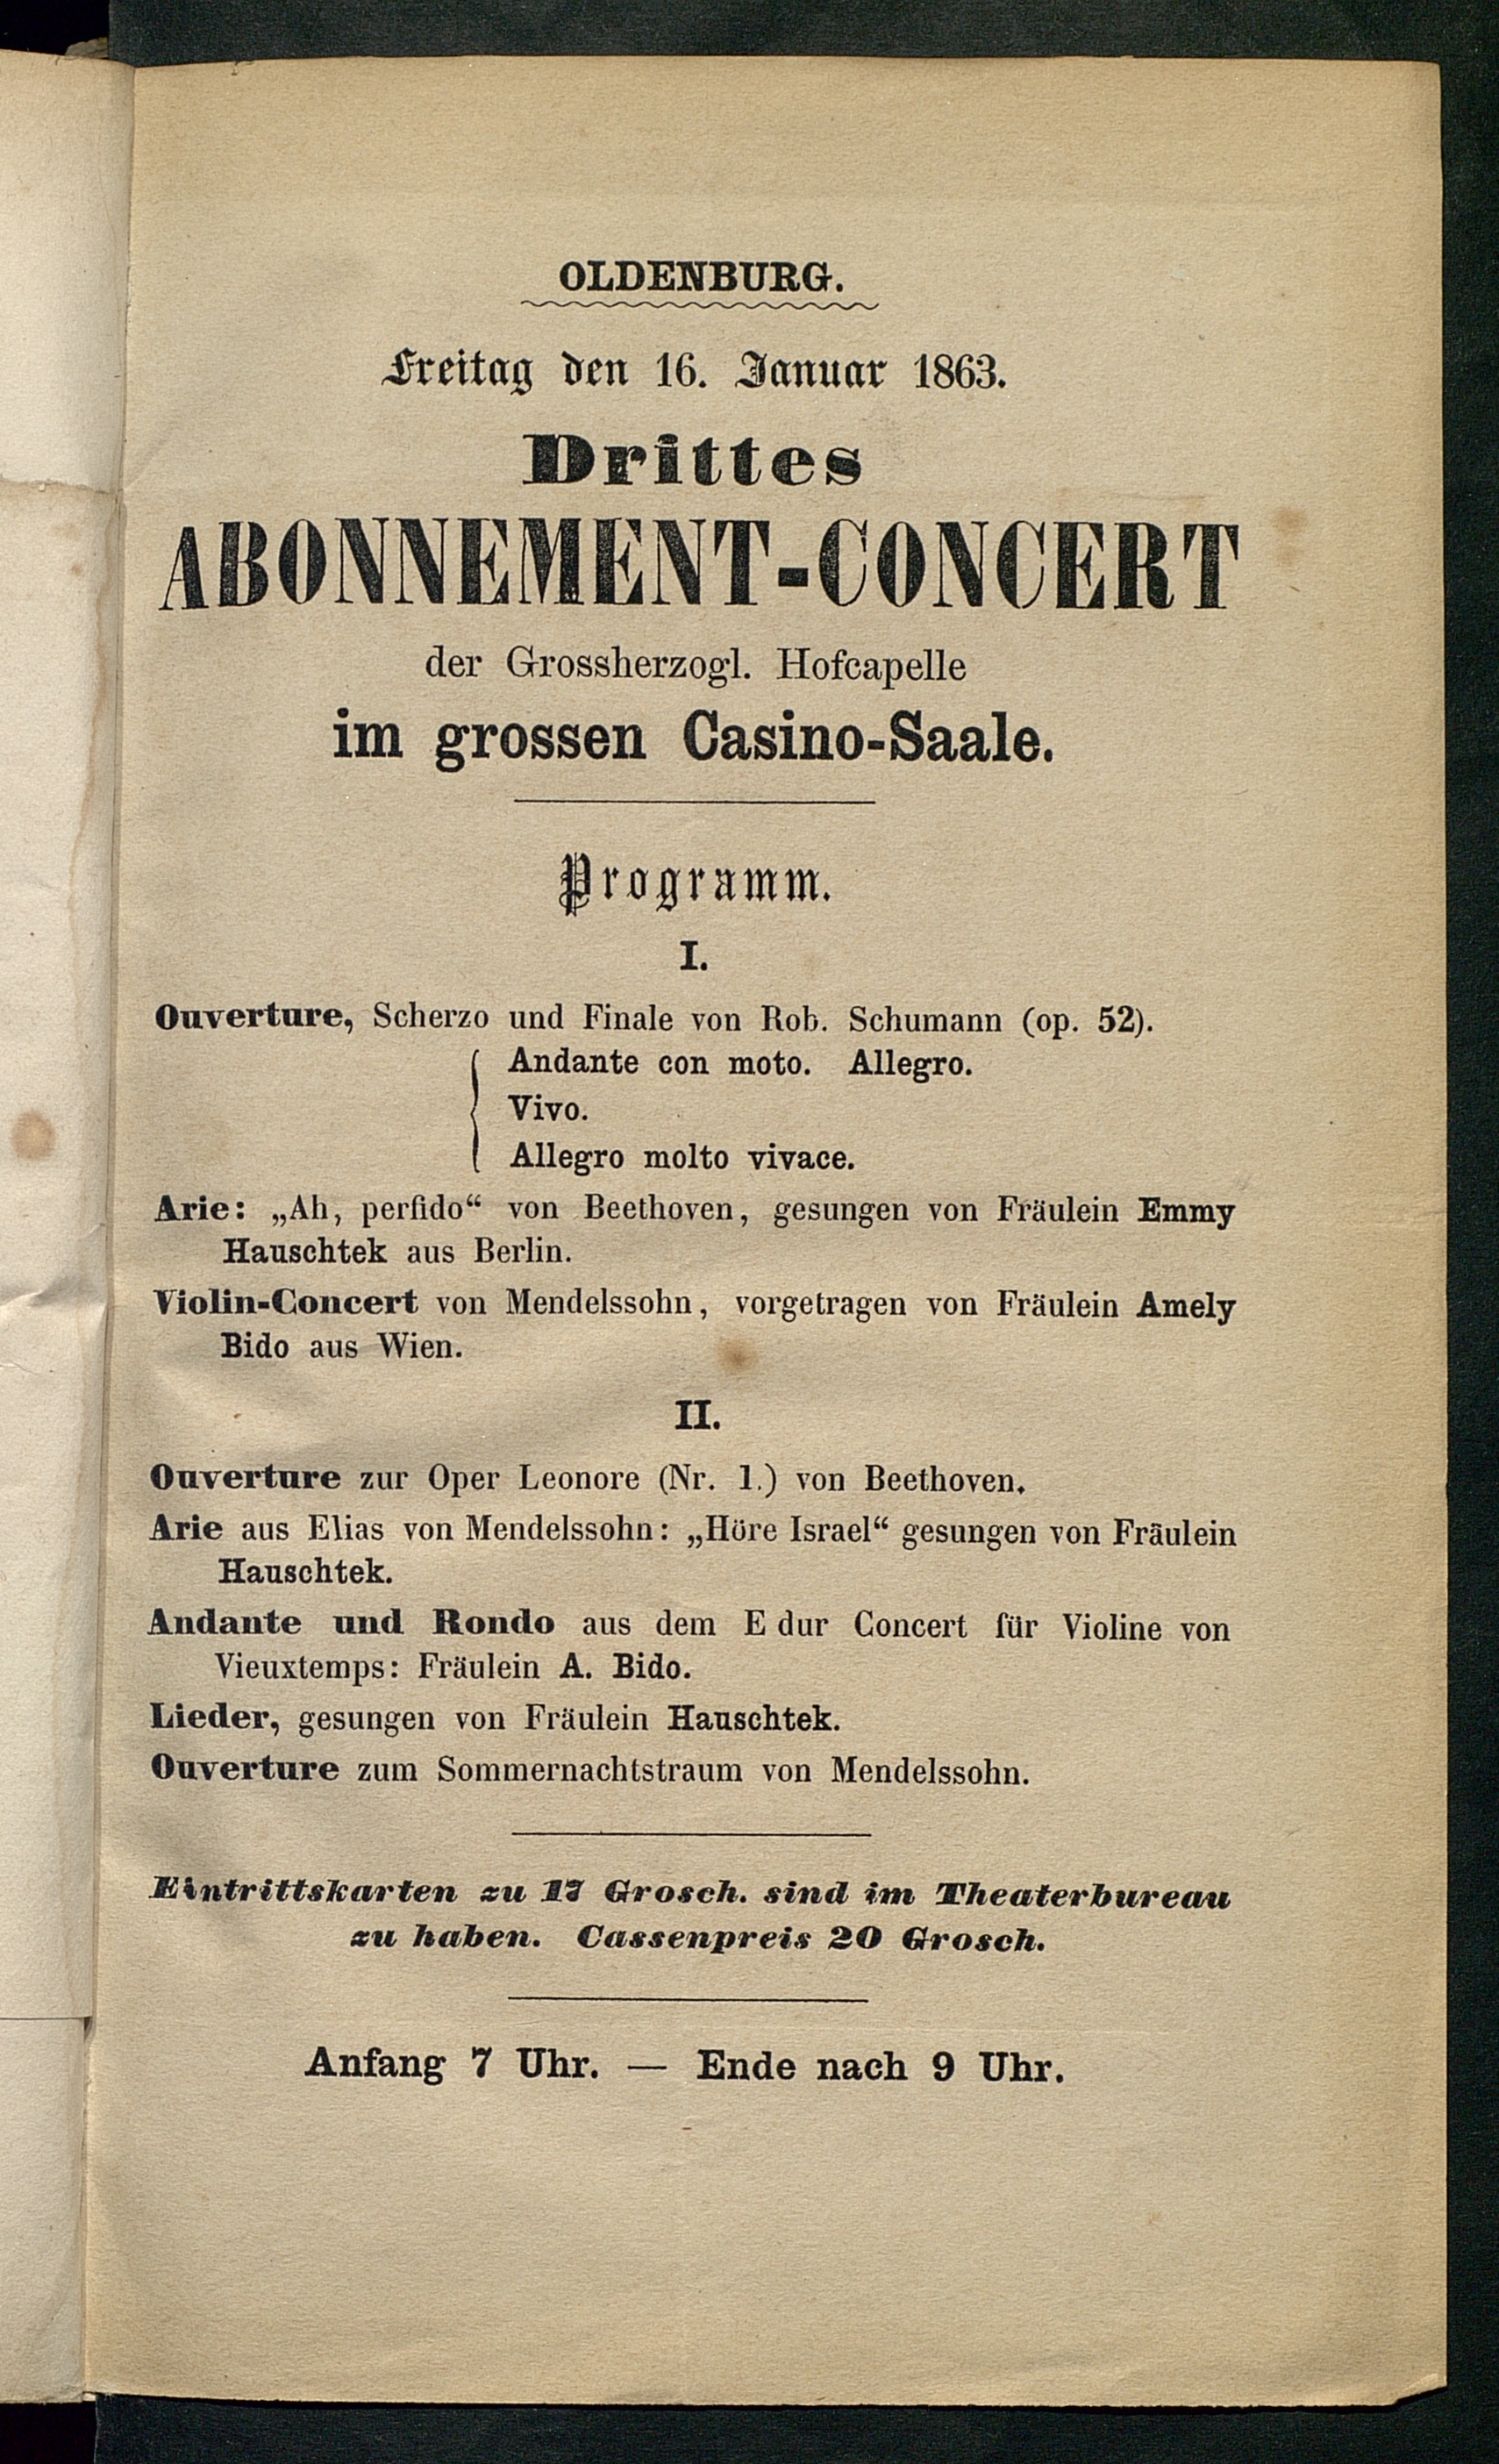 OLDENBURG.
Freitag den 16. Januar 1863.
Drittes
ABONNEMENT-CONCERT
der Grossherzogl. Hofcapelle
im grossen Casino-Saale.
Programm.
I.
Ouverture, Scherzo und Finale von Rob. Schumann (op. 52).
Andante con moto. Allegro.
Vivo.
Allegro molto vivace.
Arie: „Ah, perfido“ von Beethoven, gesungen von Fräulein Emmy
Hauschtek aus Berlin.
Violin-Concert von Mendelssohn, vorgetragen von Fräulein Amely
Bido aus Wien.
II.
Ouverture zur Oper Leonore (Nr. 1.) von Beethoven.
Arie aus Elias von Mendelssohn: „Höre Israel“ gesungen von Fräulein
Hauschtek.
Andante und Rondo aus dem E dur Concert für Violine von
Vieuxtemps: Fräulein A. Bido.
Lieder, gesungen von Fräulein Hauschtek.
Ouverture zum Sommernachtstraum von Mendelssohn.
Eintrittskarten zu 17 Grosch. sind im Theaterbureau
zu haben. Cassenpreis 20 Grosch.
Anfang 7 Uhr. — Ende nach 9 Uhr.